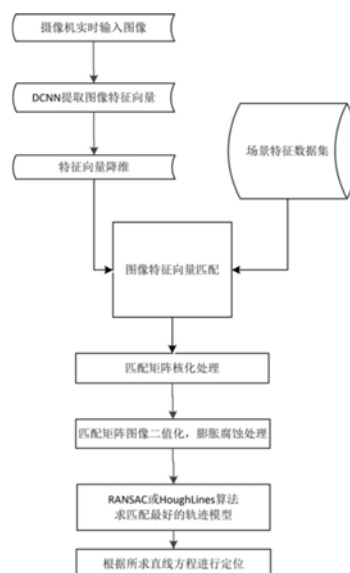 摄像机实时输入图像
DCNN提取图像特征向量
特征向量降维
场景特征数据集
图像特征向量匹配
匹配矩阵核化处理
匹配矩阵图像二值化，膨胀腐蚀处理
RANSAC或HoughLines算法
求匹配最好的轨迹模型
根据所求直线方程进行定位